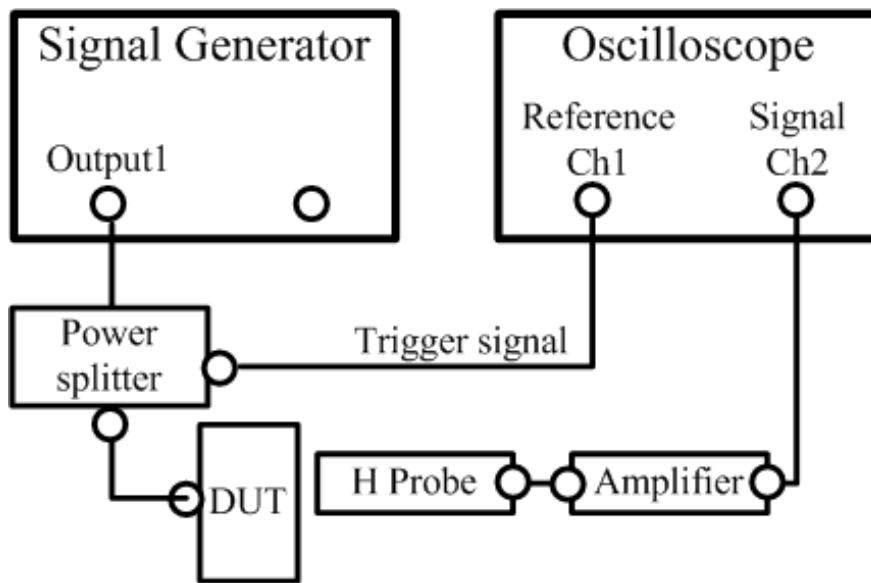 Signal Generator
Output1
Oscilloscope
Reference
Ch1
Signal
Ch2
Power
splitter
Trigger signal
DUT
H Probe
Amplifier